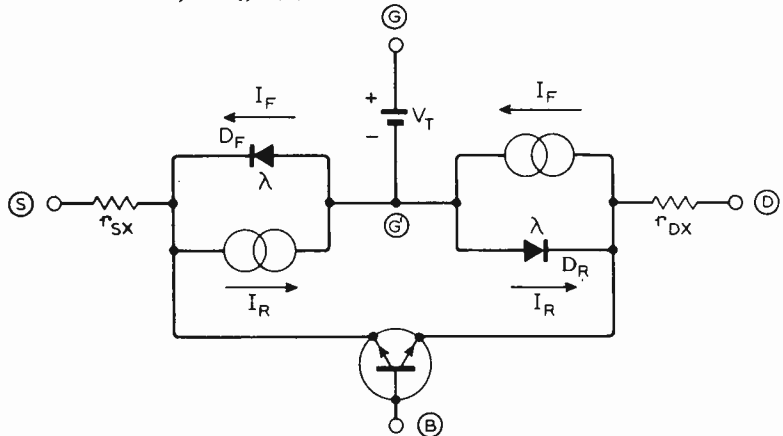 G
I_F
+
V_T
-
I_F
D_F
λ
S
r_SX
G'
λ
r_DX
D
D_R
I_R
I_R
B